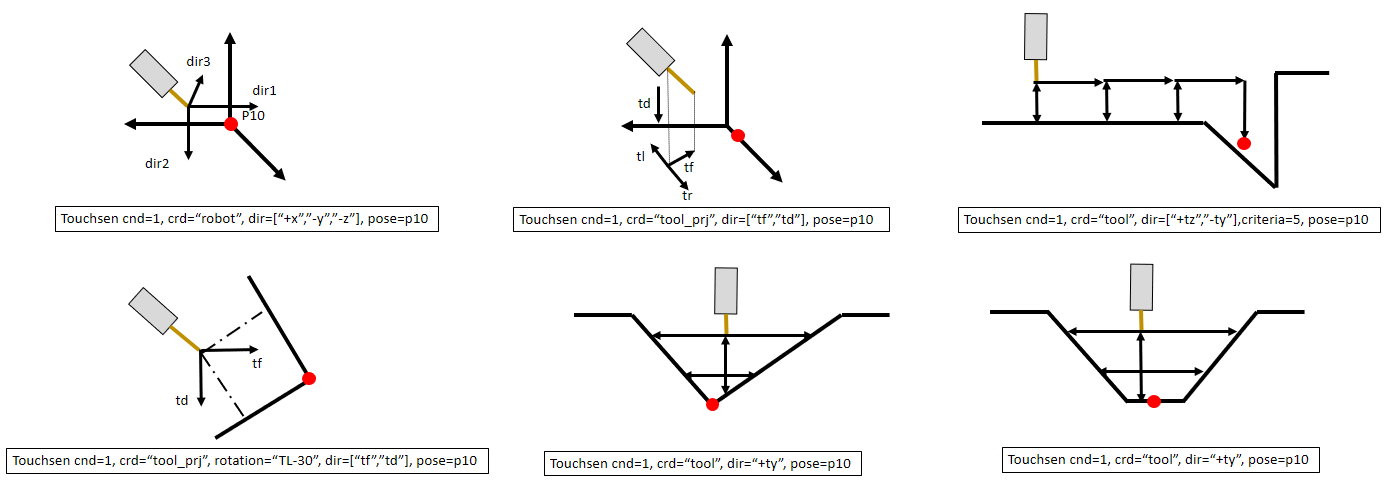 dir3
dir1
P10
dir2
Touchsen cnd=1, crd=“robot”, dir=[“+x”,”-y”,”-z”], pose=p10
td
tl
tf
tr
Touchsen cnd=1, crd=“tool_prj”, dir=[“tf”,”td”], pose=p10
Touchsen cnd=1, crd=“tool”, dir=[“+tz”,”-ty”],criteria=5, pose=p10
tf
td
Touchsen cnd=1, crd=“tool_prj”, rotation=“TL-30”, dir=[“tf”,”td”], pose=p10
Touchsen cnd=1, crd=“tool”, dir=“+ty”, pose=p10
Touchsen cnd=1, crd=“tool”, dir=“+ty”, pose=p10